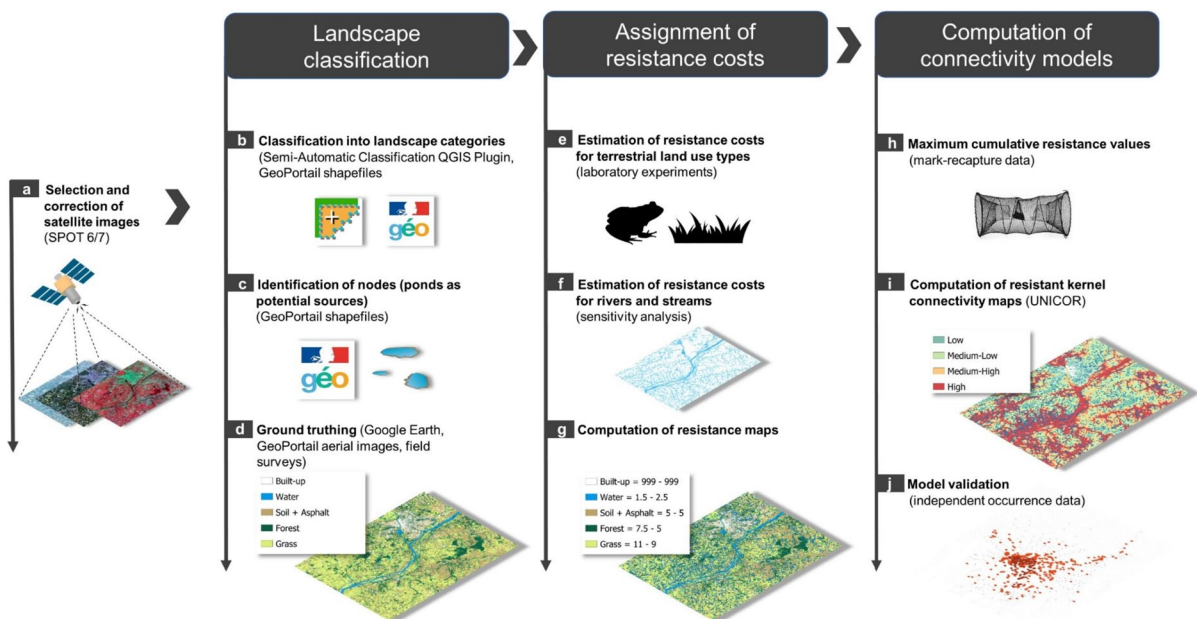 Landscape
classification
Assignment of
resistance costs
Computation of
connectivity models
a
Selection and
correction of
satellite images
(SPOT 6/7)
b
Classification into landscape categories
(Semi-Automatic Classification QGIS Plugin,
GeoPortail shapefiles)
géo
c
Identification of nodes (ponds as
potential sources)
(GeoPortail shapefiles)
géo
d
Ground truthing (Google Earth,
GeoPortail aerial images, field
surveys)
Built-up
Water
Soil + Asphalt
Forest
Grass
e
Estimation of resistance costs
for terrestrial land use types
(laboratory experiments)
f
Estimation of resistance costs
for rivers and streams
(sensitivity analysis)
g
Computation of resistance maps
Built-up = 999 - 999
Water = 1.5 - 2.5
Soil + Asphalt = 5 - 5
Forest = 7.5 - 5
Grass = 11 - 9
h
Maximum cumulative resistance values
(mark-recapture data)
i
Computation of resistant kernel
connectivity maps (UNICOR)
Low
Medium-Low
Medium-High
High
j
Model validation
(independent occurrence data)